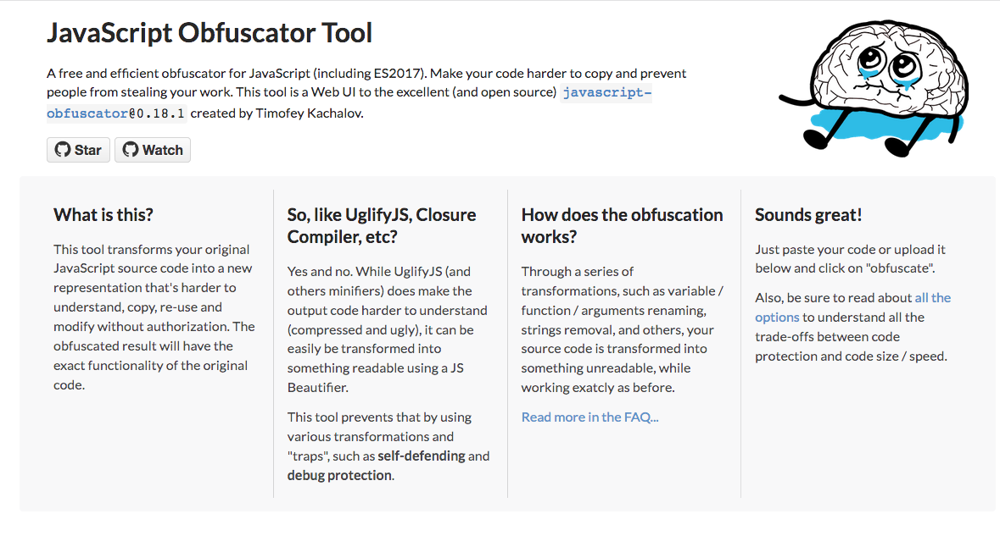 JavaScript Obfuscator Tool
A free and efficient obfuscator for JavaScript (including ES2017). Make your code harder to copy and prevent
people from stealing your work. This tool is a Web UI to the excellent (and open source) javascript-
obfuscator@0.18.1 created by Timofey Kachalov.
Star Watch
What is this?
This tool transforms your original
JavaScript source code into a new
representation that's harder to
understand, copy, re-use and
modify without authorization. The
obfuscated result will have the
exact functionality of the original
code.
So, like UglifyJS, Closure
Compiler, etc?
Yes and no. While UglifyJS (and
others minifiers) does make the
output code harder to understand
(compressed and ugly), it can be
easily be transformed into
something readable using a JS
Beautifier.
This tool prevents that by using
various transformations and
"traps", such as self-defending and
debug protection.
How does the obfuscation
works?
Through a series of
transformations, such as variable /
function / arguments renaming,
strings removal, and others, your
source code is transformed into
something unreadable, while
working exatcly as before.
Read more in the FAQ...
Sounds great!
Just paste your code or upload it
below and click on "obfuscate".
Also, be sure to read about all the
options to understand all the
trade-offs between code
protection and code size / speed.